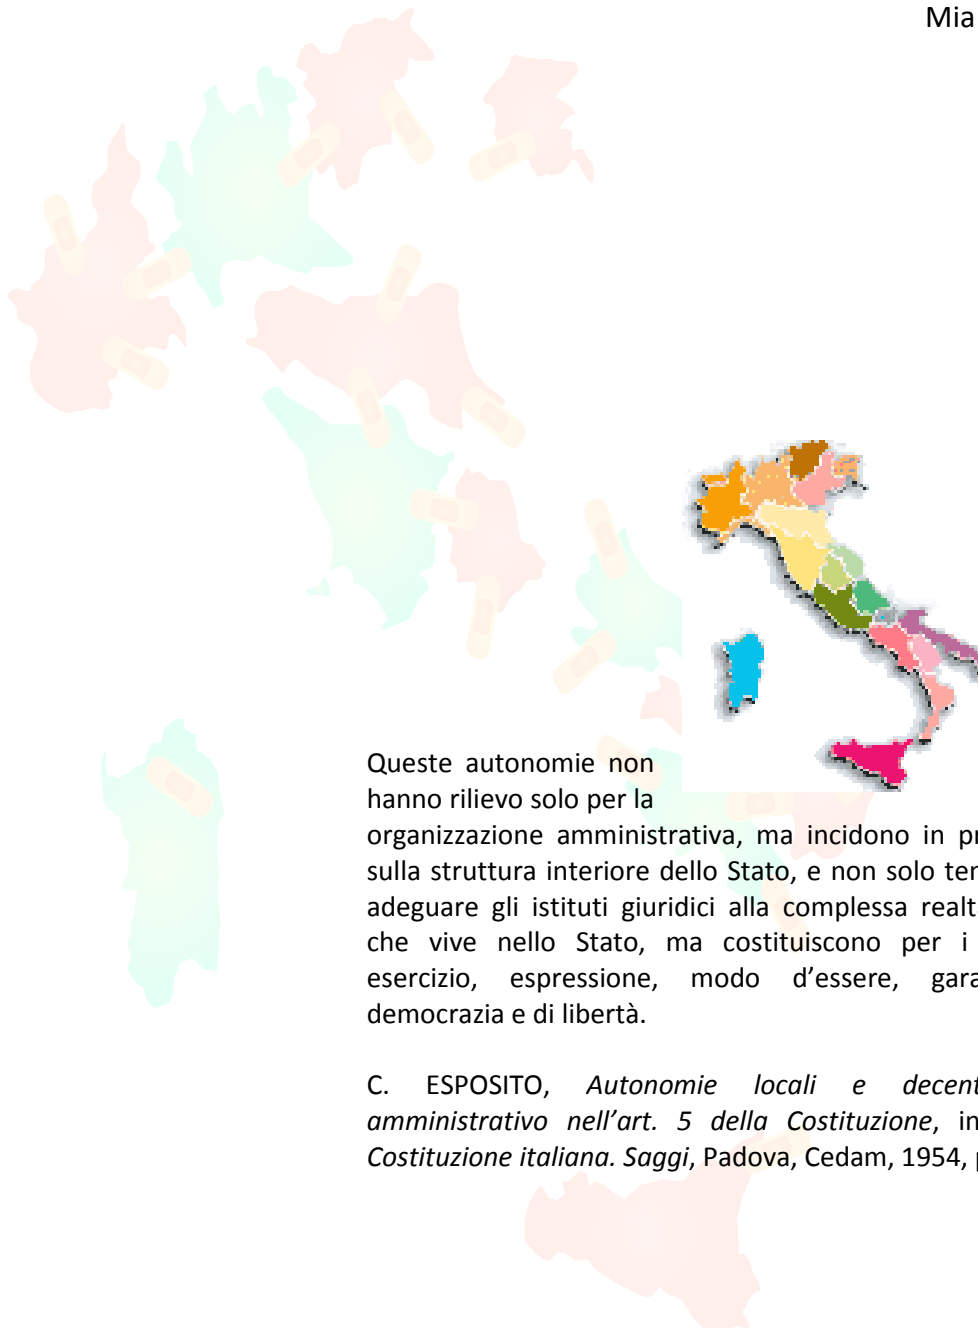 Mia
Queste autonomie non
hanno rilievo solo per la
organizzazione amministrativa, ma incidono in
sulla struttura interiore dello Stato, e non solo
adeguare gli istituti giuridici alla complessa
che vive nello Stato, ma costituiscono per i
esercizio, espressione, modo d’essere,
democrazia e di libertà.
C. ESPOSITO, Autonomie locali e
amministrativo nell’art. 5 della Costituzione, in
Costituzione italiana. Saggi, Padova, Cedam, 1954,